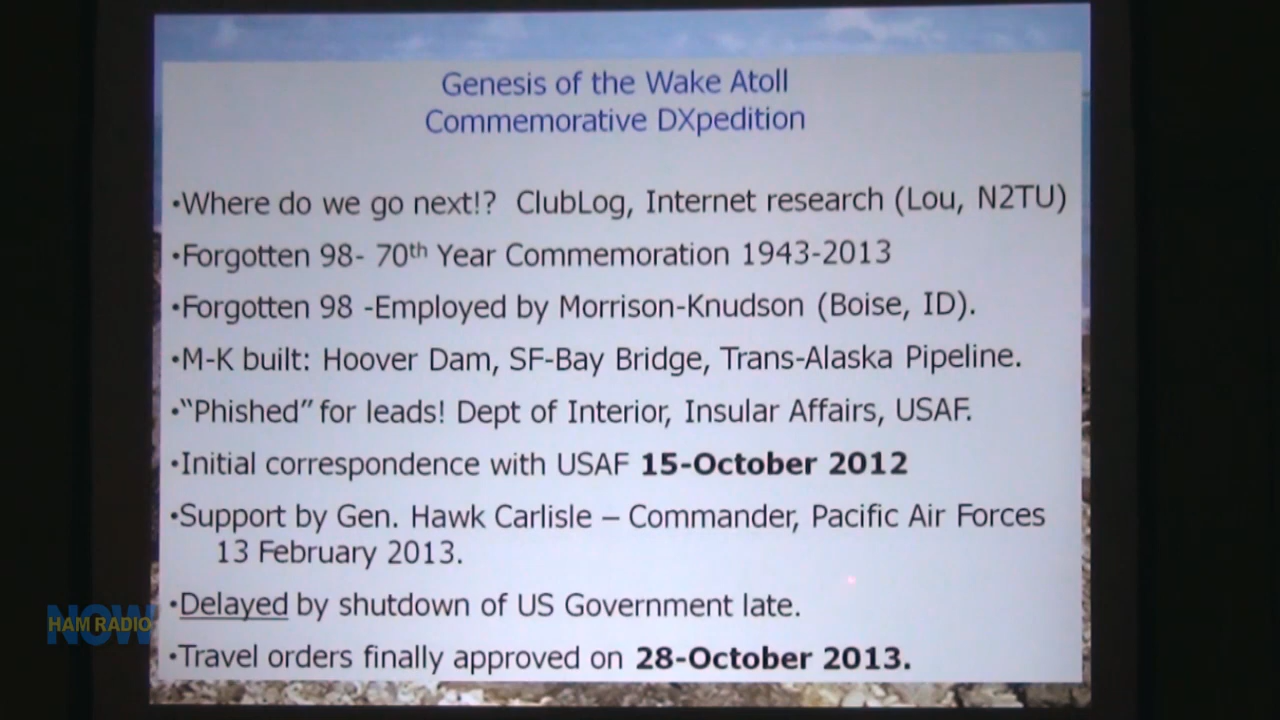 Genesis of the Wake Atoll
Commemorative DXpedition
•Where do we go next!?  ClubLog, Internet research (Lou, N2TU)
•Forgotten 98- 70th Year Commemoration 1943-2013
•Forgotten 98 -Employed by Morrison-Knudson (Boise, ID).
•M-K built: Hoover Dam, SF-Bay Bridge, Trans-Alaska Pipeline.
•“Phished” for leads! Dept of Interior, Insular Affairs, USAF.
•Initial correspondence with USAF 15-October 2012
•Support by Gen. Hawk Carlisle – Commander, Pacific Air Forces
13 February 2013.
•Delayed by shutdown of US Government late.
•Travel orders finally approved on 28-October 2013.
HAM RADIO
NOW